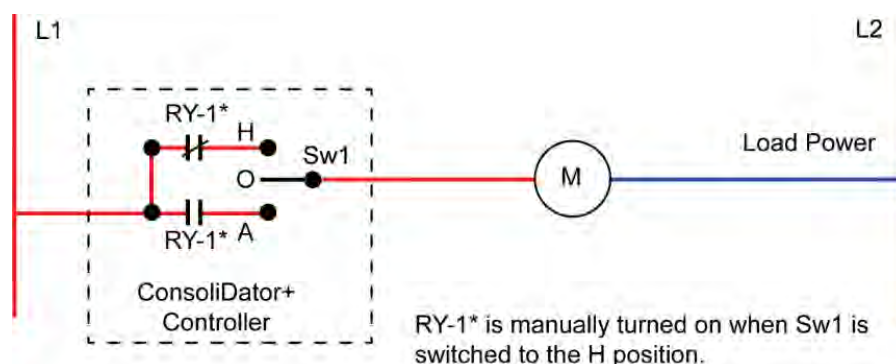 L1
L2
RY-1*
H
Sw1
Load Power
O
M
RY-1*
A
ConsoliDator+
Controller
RY-1* is manually turned on when Sw1 is
switched to the H position.